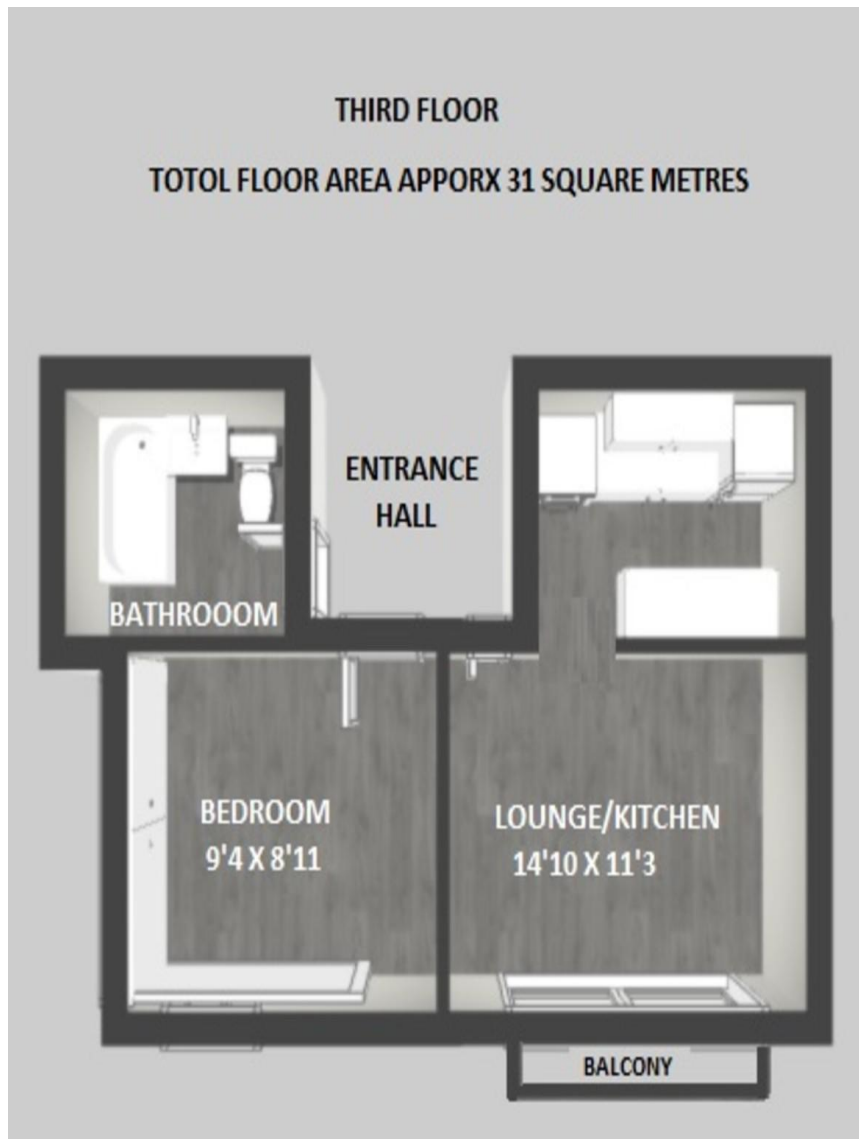 THIRD FLOOR
TOTOL FLOOR AREA APPORX 31 SQUARE METRES
ENTRANCE
HALL
BATHROOOM
BEDROOM
9'4 X 8'11
LOUNGE/KITCHEN
14'10 X 11'3
BALCONY